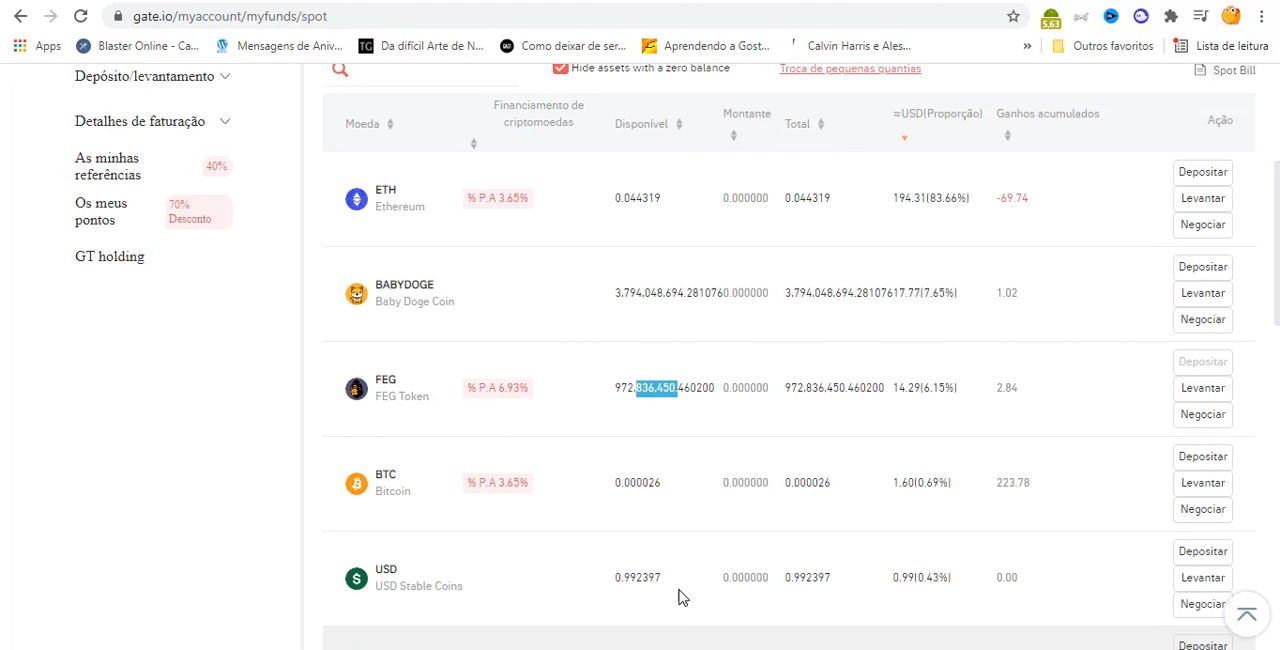 gate.io/myaccount/myfunds/spot
5.63
Apps
Blaster Online - Ca...
Mensagens de Aniv...
TG
Da difícil Arte de N...
Como deixar de ser...
Aprendendo a Gost...
Calvin Harris e Ales...
»
Outros favoritos
Lista de leitura
Depósito/levantamento
Detalhes de faturação
As minhas
referências
40%
Os meus
pontos
70%
Desconto
GT holding
Hide assets with a zero balance
Troca de pequenas quantias
Spot Bill
Moeda
Financiamento de
criptomoedas
Disponível
Montante
Total
≈USD(Proporção)
Ganhos acumulados
Ação
ETH
Ethereum
% P.A 3.65%
0.044319
0.000000
0.044319
194.31(83.66%)
-69.74
Depositar
Levantar
Negociar
BABYDOGE
Baby Doge Coin
3,794,048,694.281076
0.000000
3,794,048,694.281076
17.77(7.65%)
1.02
Depositar
Levantar
Negociar
FEG
FEG Token
% P.A 6.93%
972,836,450.460200
0.000000
972,836,450.460200
14.29(6.15%)
2.84
Depositar
Levantar
Negociar
BTC
Bitcoin
% P.A 3.65%
0.000026
0.000000
0.000026
1.60(0.69%)
223.78
Depositar
Levantar
Negociar
USD
USD Stable Coins
0.992397
0.000000
0.992397
0.99(0.43%)
0.00
Depositar
Levantar
Negociar
Depositar